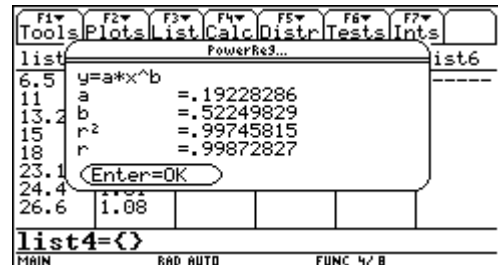 F1 F2 F3 F4 F5 F6 F7
Tools Plots List Calc Distr Tests Ints
PowerReg...
list ist6
6.5 y=a*x^b ------
11 a =.19228286
13.2 b =.52249829
15 r² =.99745815
18 r =.99872827
23.1 Enter=OK
24.4 1.01
26.6 1.08
list4={}
MAIN RAD AUTO FUNC 4/8